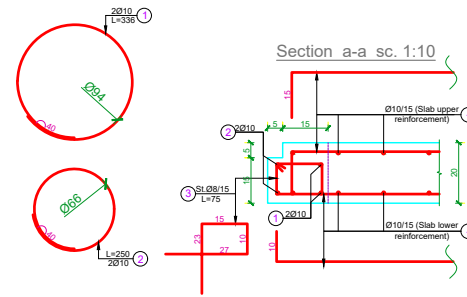 2Ø10 1
L=336
Ø94
40
Section a-a sc. 1:10
15
Ø10/15 (Slab upper
reinforcement)
2
2Ø10
5 15
5
15
20
3
St.Ø8/15
L=75
1
2Ø10
Ø10/15 (Slab lower
reinforcement)
15
23
10
27
10
Ø66
40
L=250
2Ø10 2